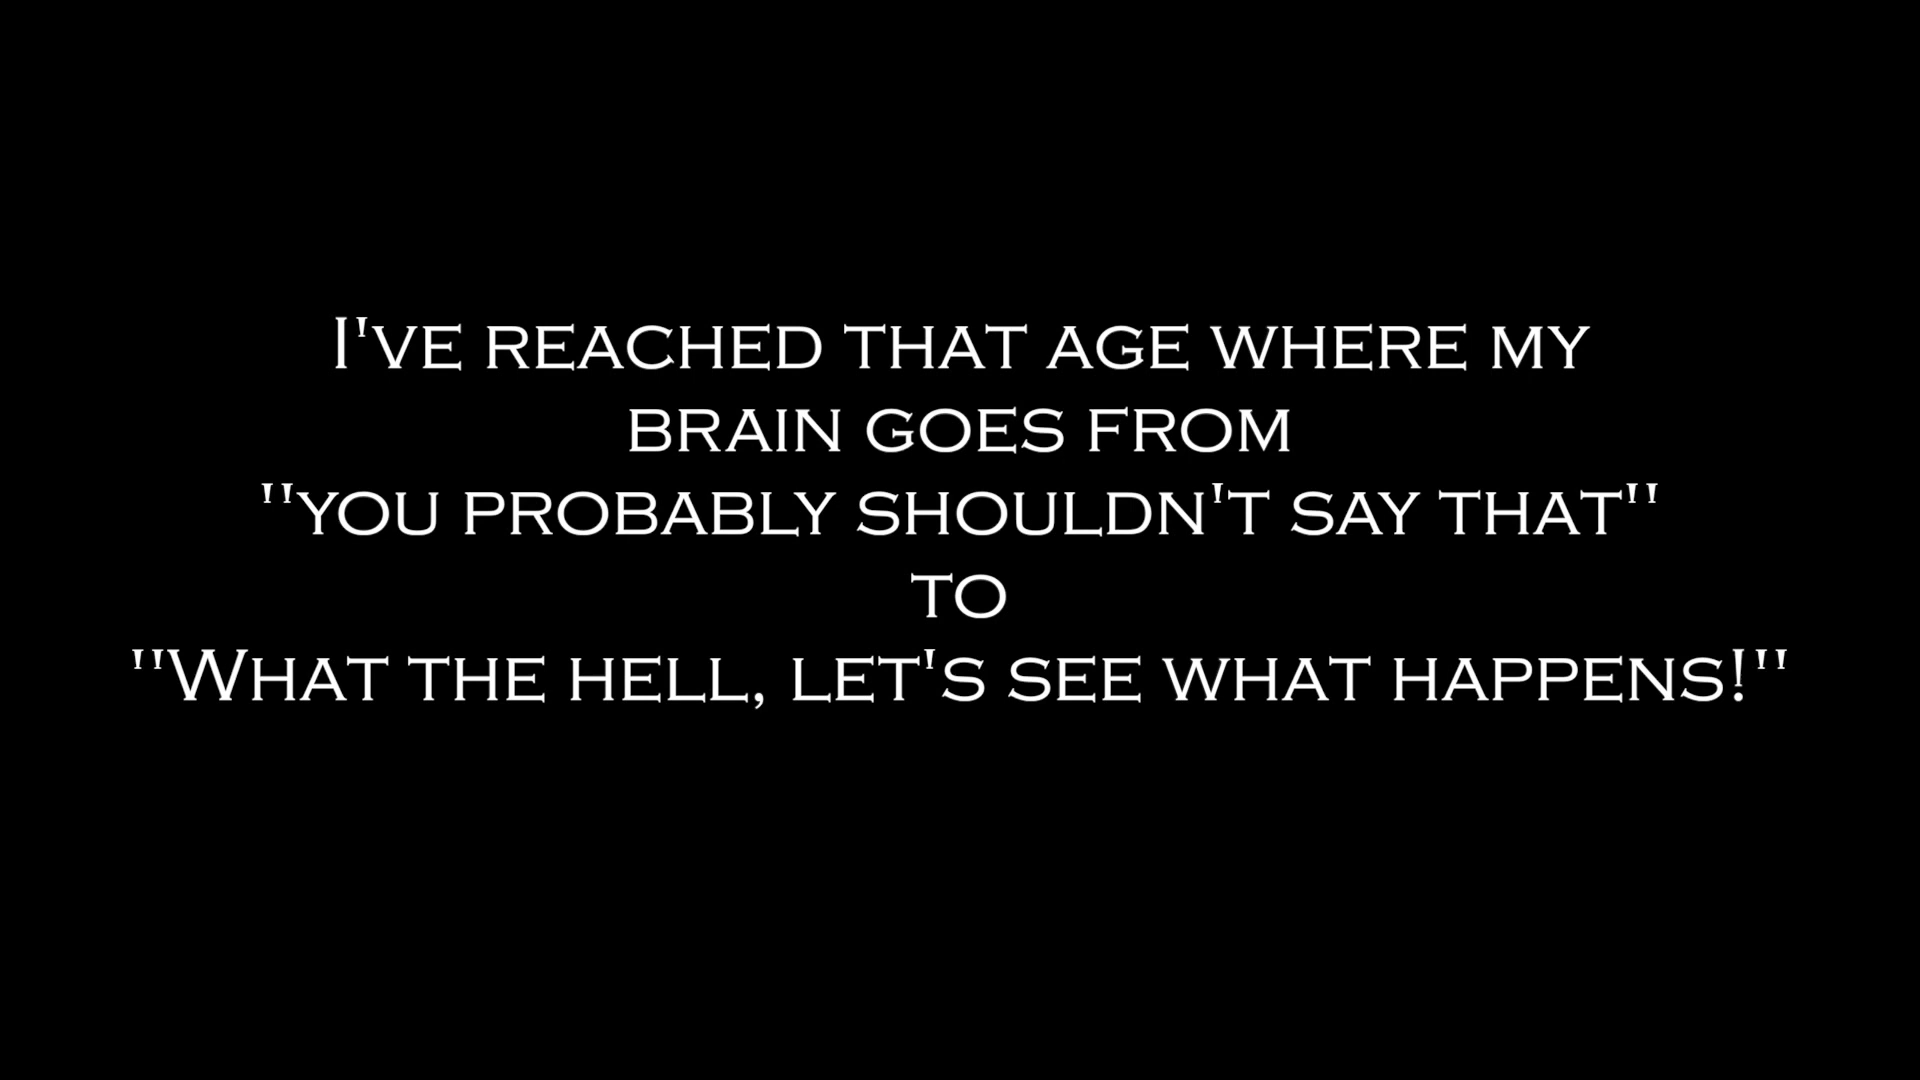 I've reached that age where my
brain goes from
"you probably shouldn't say that"
to
"What the hell, let's see what happens!"